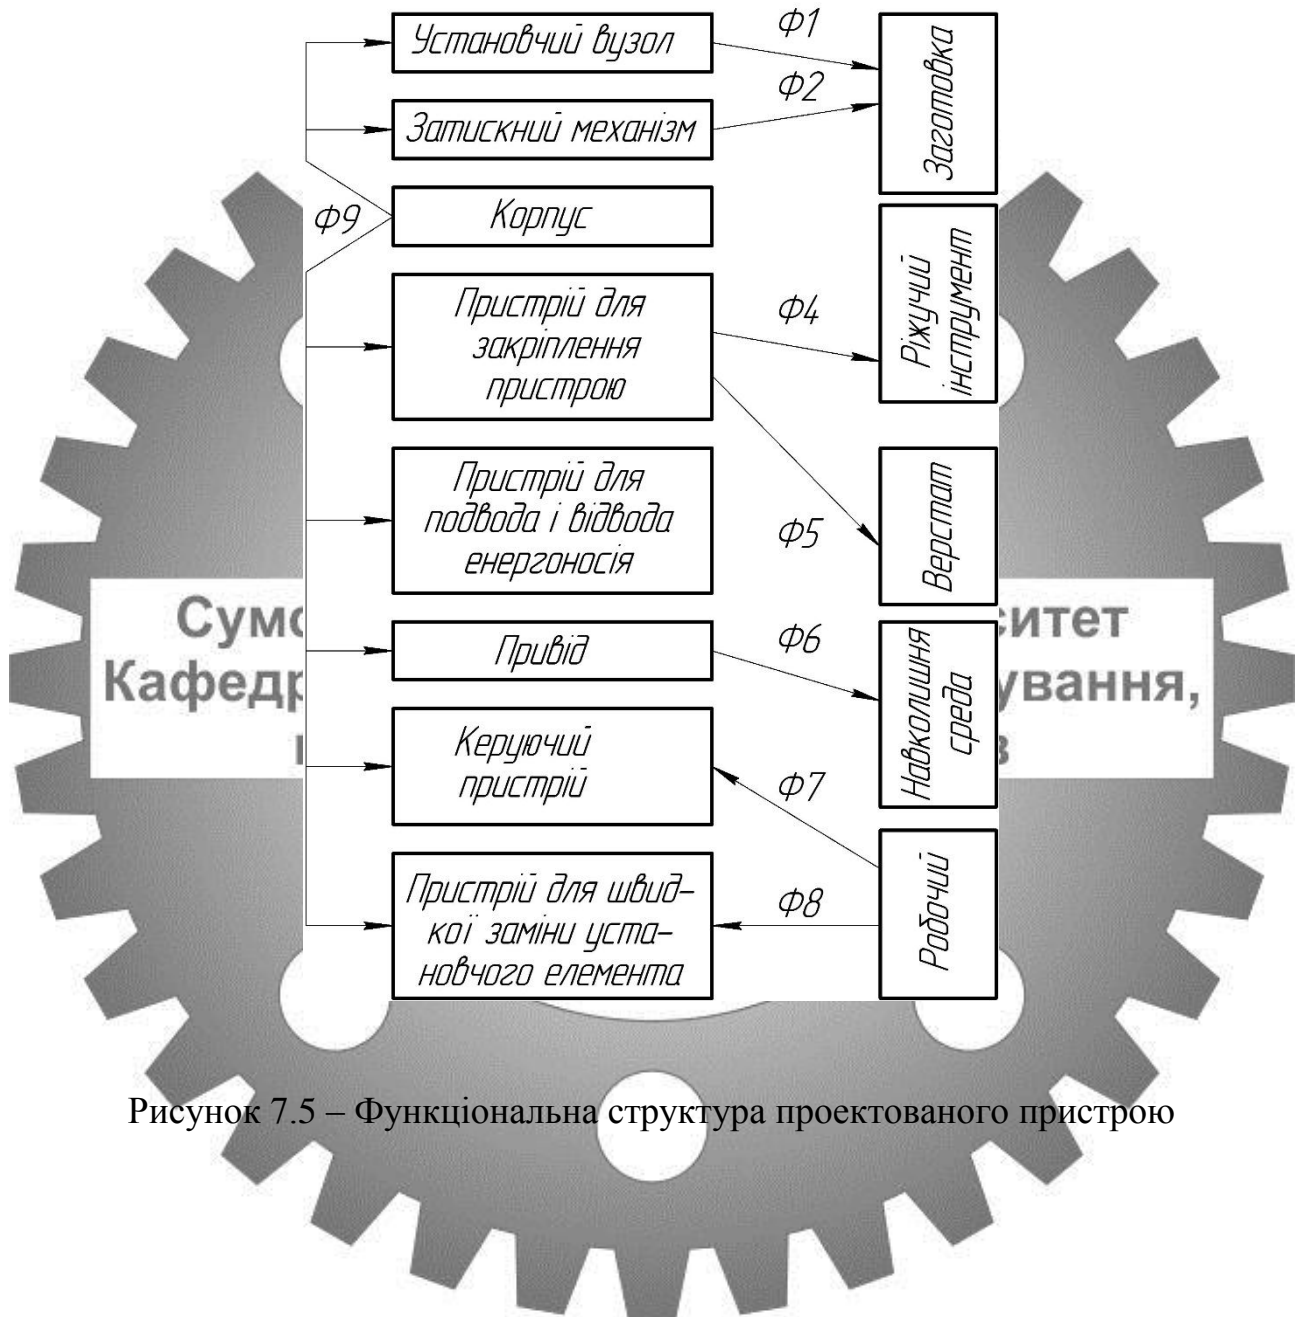 Установчий вузол
Ф1
Затискний механізм
Ф2
Заготовка
Корпус
Ф9
Пристрій для
закріплення
пристрою
Ф4
Ріжучий
інструмент
Пристрій для
подвода і відвода
енергоносія
Ф5
Верстат
Привід
Ф6
Навколишня
среда
Керуючий
пристрій
Ф7
Пристрій для швид-
кої заміни уста-
новчого елемента
Ф8
Робочий
Сумс ситет
Кафедр ування,
в
Рисунок 7.5 – Функціональна структура проектованого пристрою